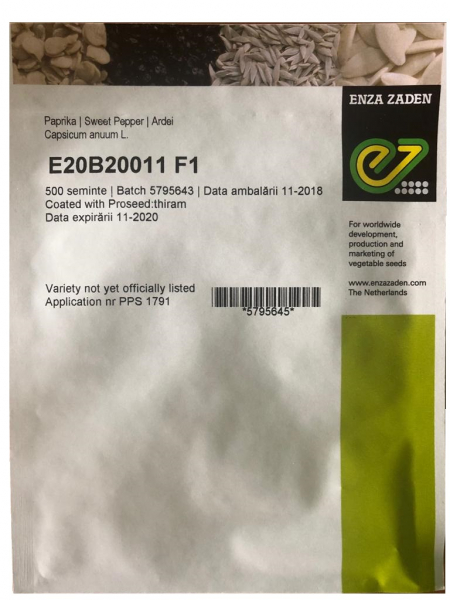 Paprika | Sweet Pepper | Ardei
Capsicum anuum L.
E20B20011 F1
500 seminte | Batch 5795643 | Data ambalării 11-2018
Coated with Proseed:thiram
Data expirării 11-2020
Variety not yet officially listed
Application nr PPS 1791
*5795645*
ENZA ZADEN
For worldwide
development,
production and
marketing of
vegetable seeds
www.enzazaden.com
The Netherlands